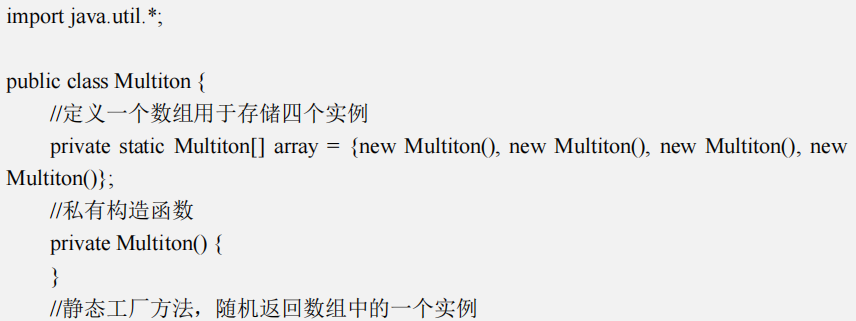 import java.util.*;
public class Multiton {
//定义一个数组用于存储四个实例
private static Multiton[] array = {new Multiton(), new Multiton(), new Multiton(), new
Multiton()};
//私有构造函数
private Multiton() {
}
//静态工厂方法，随机返回数组中的一个实例